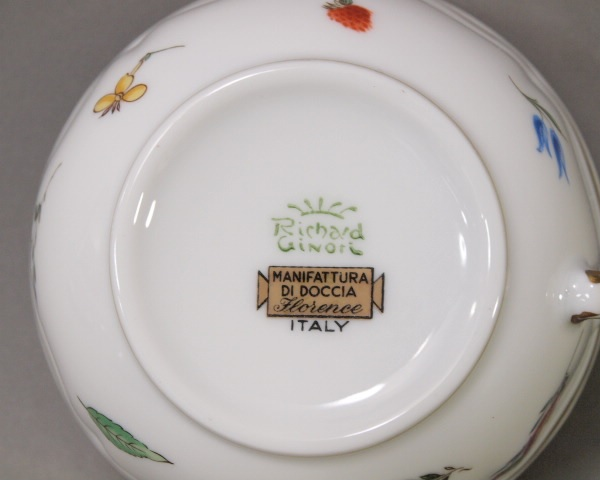 Richard
GiNORi
MANIFATTURA
DI DOCCIA
Florence
ITALY